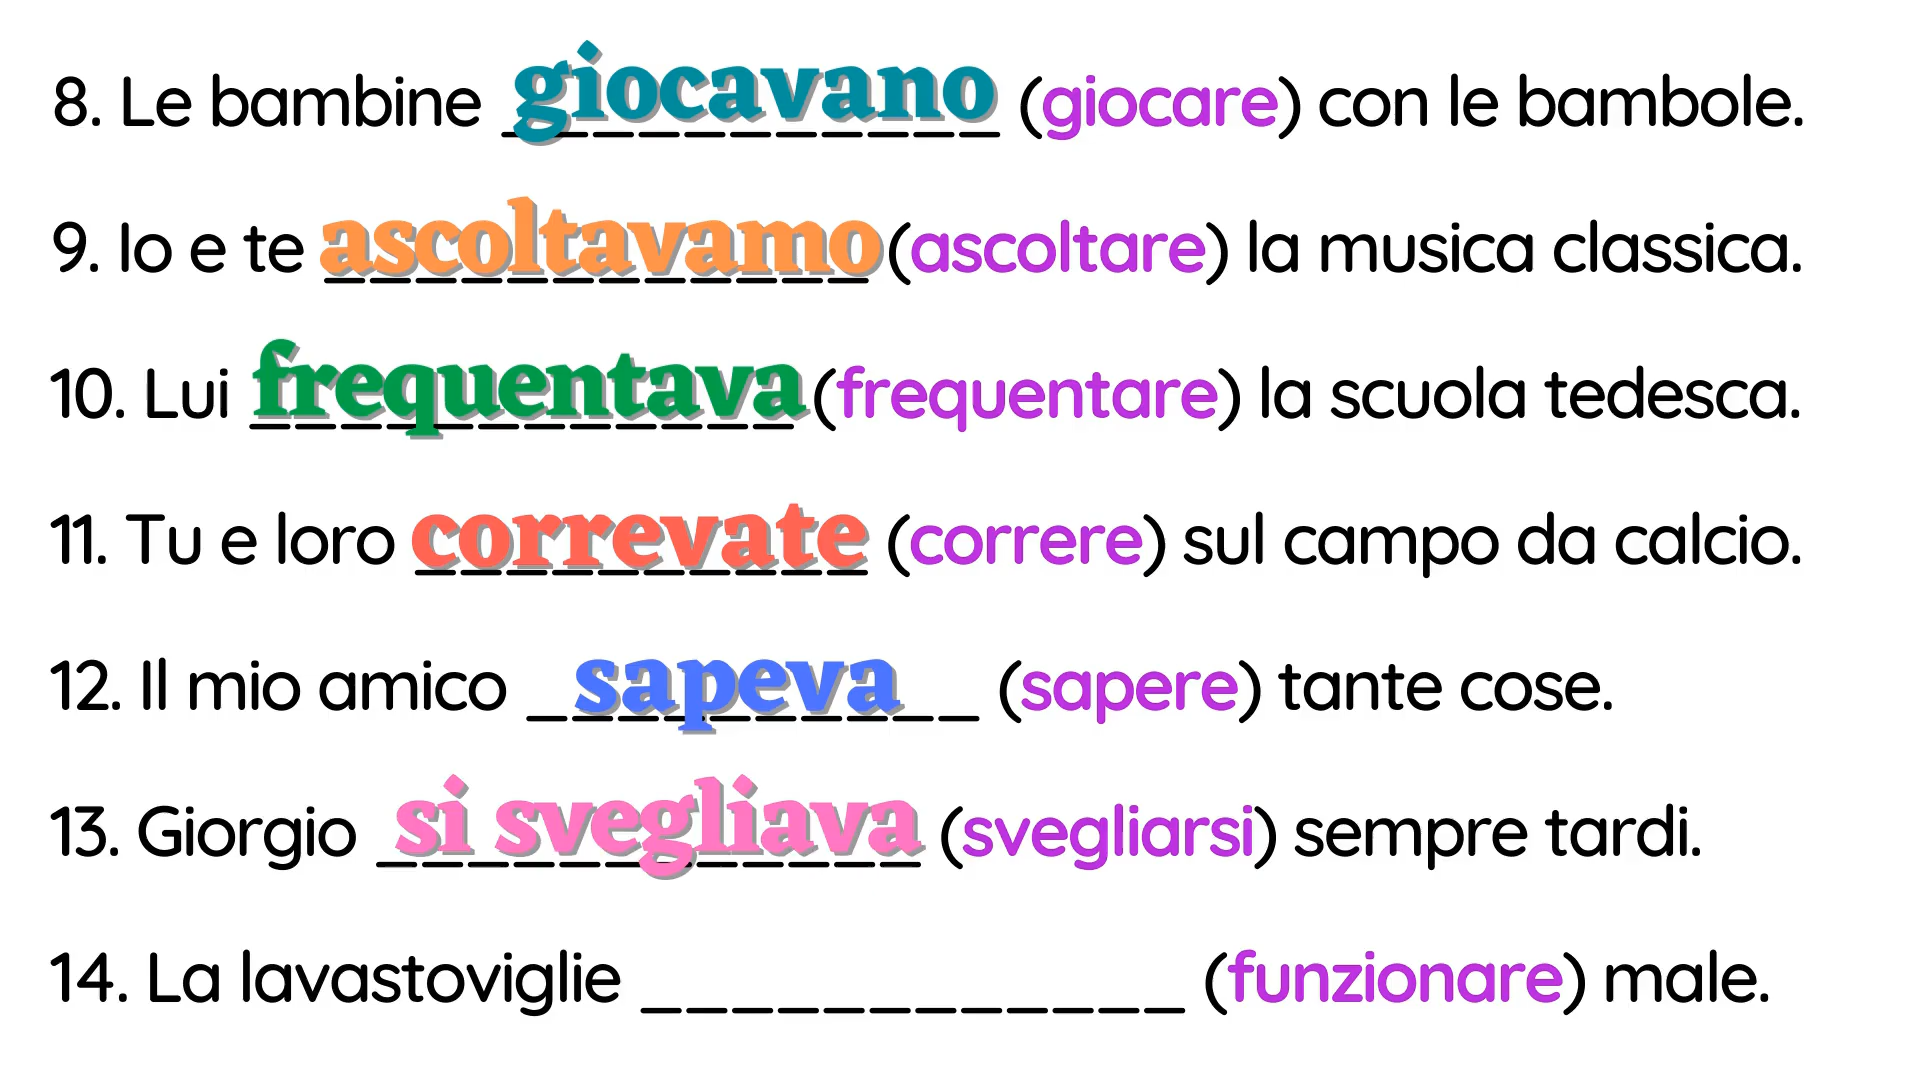 8. Le bambine giocavano (giocare) con le bambole.
9. Io e te ascoltavamo (ascoltare) la musica classica.
10. Lui frequentava (frequentare) la scuola tedesca.
11. Tu e loro correvate (correre) sul campo da calcio.
12. Il mio amico sapeva (sapere) tante cose.
13. Giorgio si svegliava (svegliarsi) sempre tardi.
14. La lavastoviglie ____________ (funzionare) male.